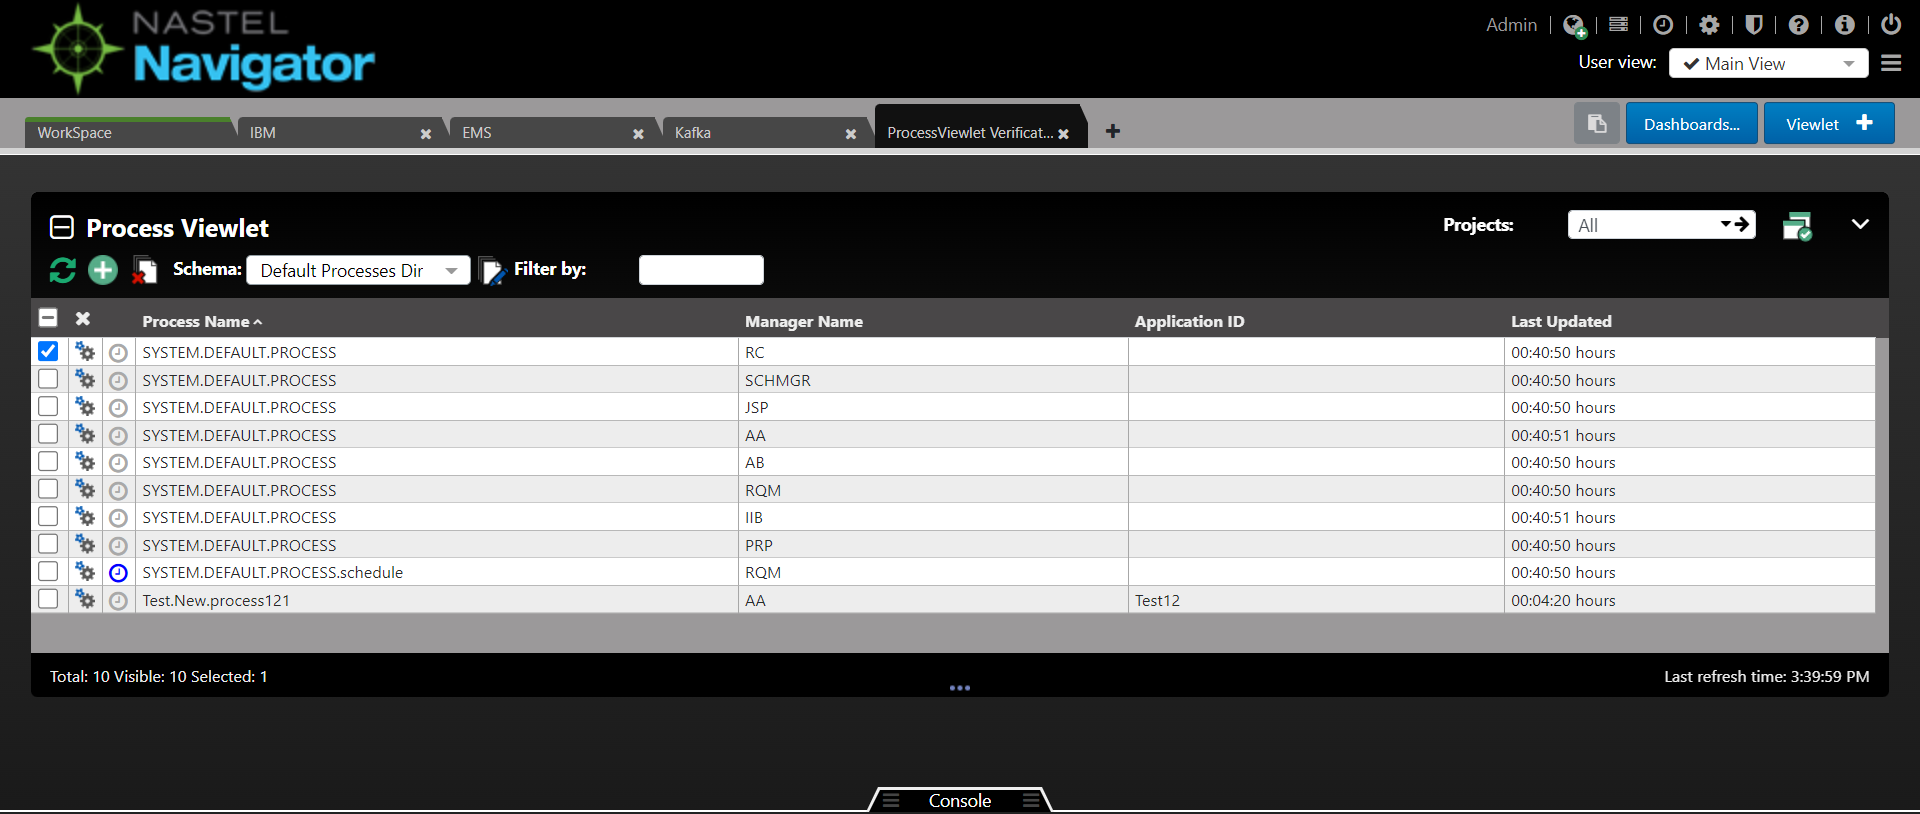 NASTEL
Navigator
Admin
User view: Main View
WorkSpace IBM EMS Kafka ProcessViewlet Verificat... Dashboards... Viewlet
Process Viewlet Projects: All
Schema: Default Processes Dir Filter by:
Process Name Manager Name Application ID Last Updated
SYSTEM.DEFAULT.PROCESS RC 00:40:50 hours
SYSTEM.DEFAULT.PROCESS SCHMGR 00:40:50 hours
SYSTEM.DEFAULT.PROCESS JSP 00:40:50 hours
SYSTEM.DEFAULT.PROCESS AA 00:40:51 hours
SYSTEM.DEFAULT.PROCESS AB 00:40:50 hours
SYSTEM.DEFAULT.PROCESS RQM 00:40:50 hours
SYSTEM.DEFAULT.PROCESS IIB 00:40:51 hours
SYSTEM.DEFAULT.PROCESS PRP 00:40:50 hours
SYSTEM.DEFAULT.PROCESS.schedule RQM 00:40:50 hours
Test.New.process121 AA Test12 00:04:20 hours
Total: 10 Visible: 10 Selected: 1 Last refresh time: 3:39:59 PM
Console